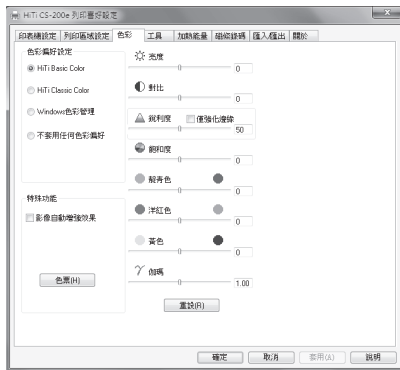 HiTi CS-200e 列印喜好設定
印表機設定 列印區域設定 色彩 工具 加熱能量 磁條錄碼 匯入/匯出 關於
色彩偏好設定
HiTi Basic Color
HiTi Classic Color
Windows色彩管理
不套用任何色彩偏好
特殊功能
影像自動增強效果
色票(H)
亮度
0
對比
0
銳利度 僅強化邊緣
50
飽和度
0
靛青色
0
洋紅色
0
黃色
0
γ 伽瑪
1.00
重設(R)
確定 取消 套用(A) 說明